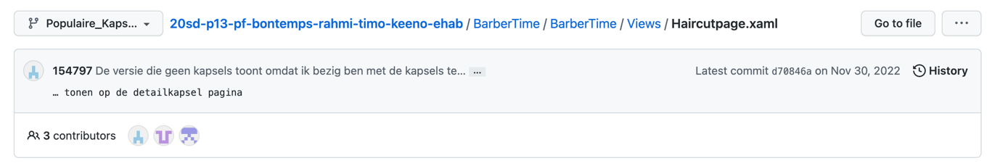 Populaire_Kaps... 20sd-p13-pf-bontemps-rahmi-timo-keeno-ehab / BarberTime / BarberTime / Views / Haircutpage.xaml Go to file ...
154797 De versie die geen kapsels toont omdat ik bezig ben met de kapsels te... ... Latest commit d70846a on Nov 30, 2022 History
… tonen op de detailkapsel pagina
3 contributors